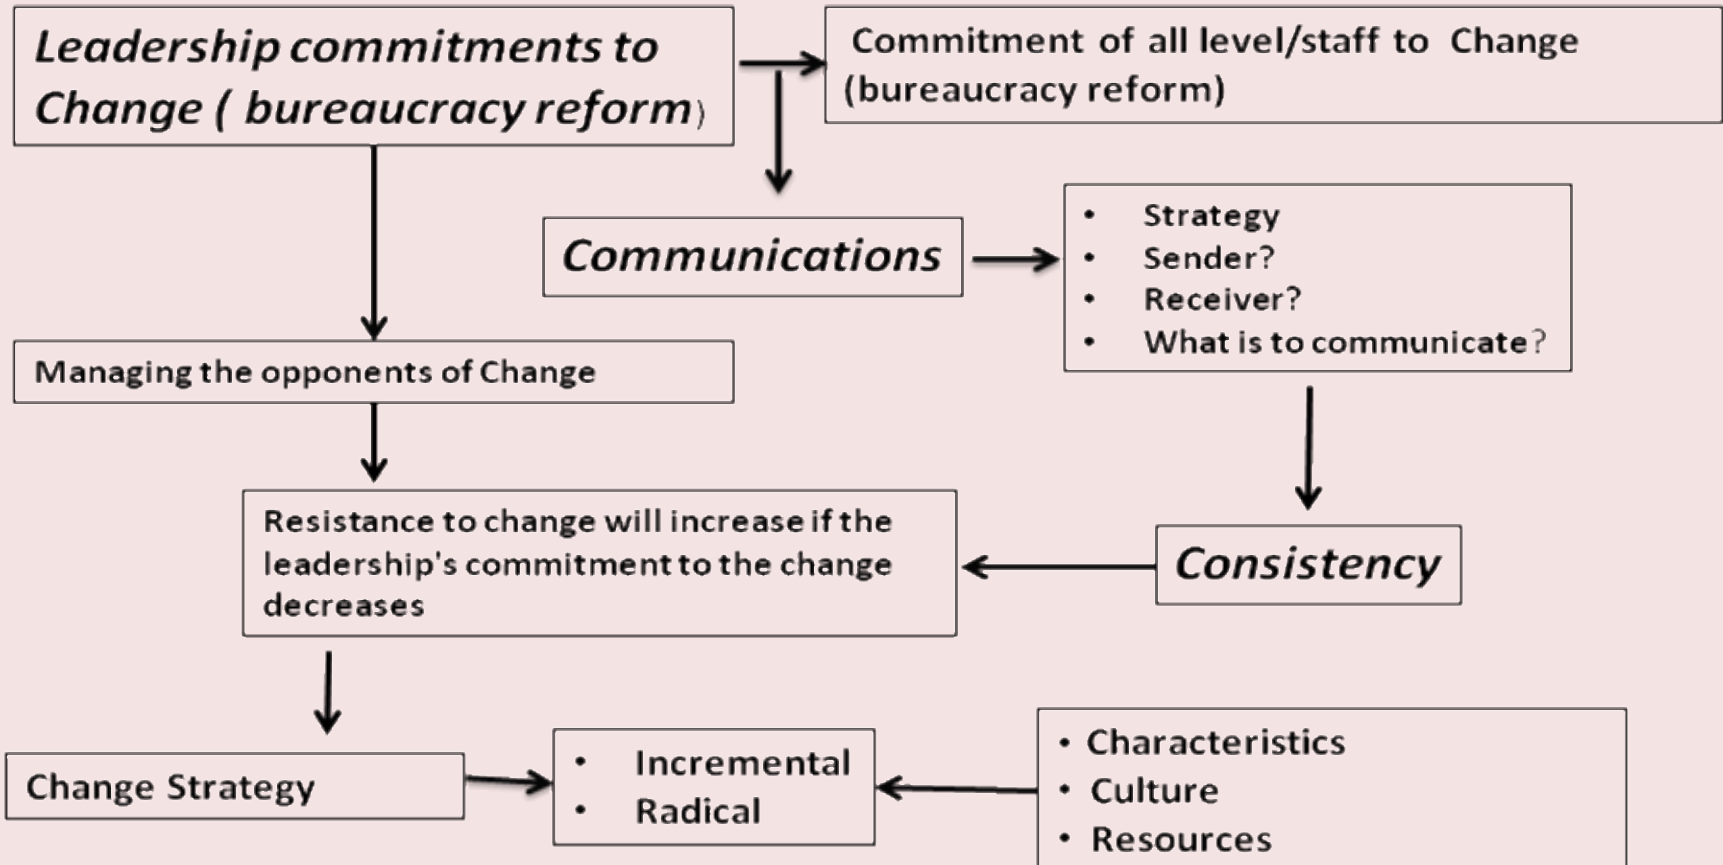 Leadership commitments to
Change ( bureaucracy reform)
Commitment of all level/staff to Change
(bureaucracy reform)
Communications
• Strategy
• Sender?
• Receiver?
• What is to communicate?
Managing the opponents of Change
Resistance to change will increase if the
leadership's commitment to the change
decreases
Consistency
Change Strategy
• Incremental
• Radical
• Characteristics
• Culture
• Resources